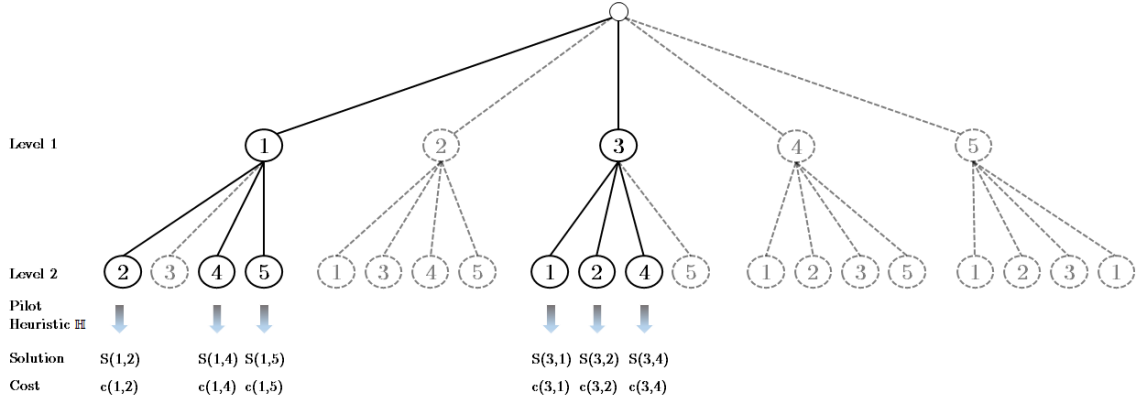 Level 1 1 2 3 4 5
Level 2 2 3 4 5 1 3 4 5 1 2 4 5 1 2 3 5 1 2 3 1
Pilot
Heuristic ℍ
Solution S(1,2) S(1,4) S(1,5) S(3,1) S(3,2) S(3,4)
Cost c(1,2) c(1,4) c(1,5) c(3,1) c(3,2) c(3,4)